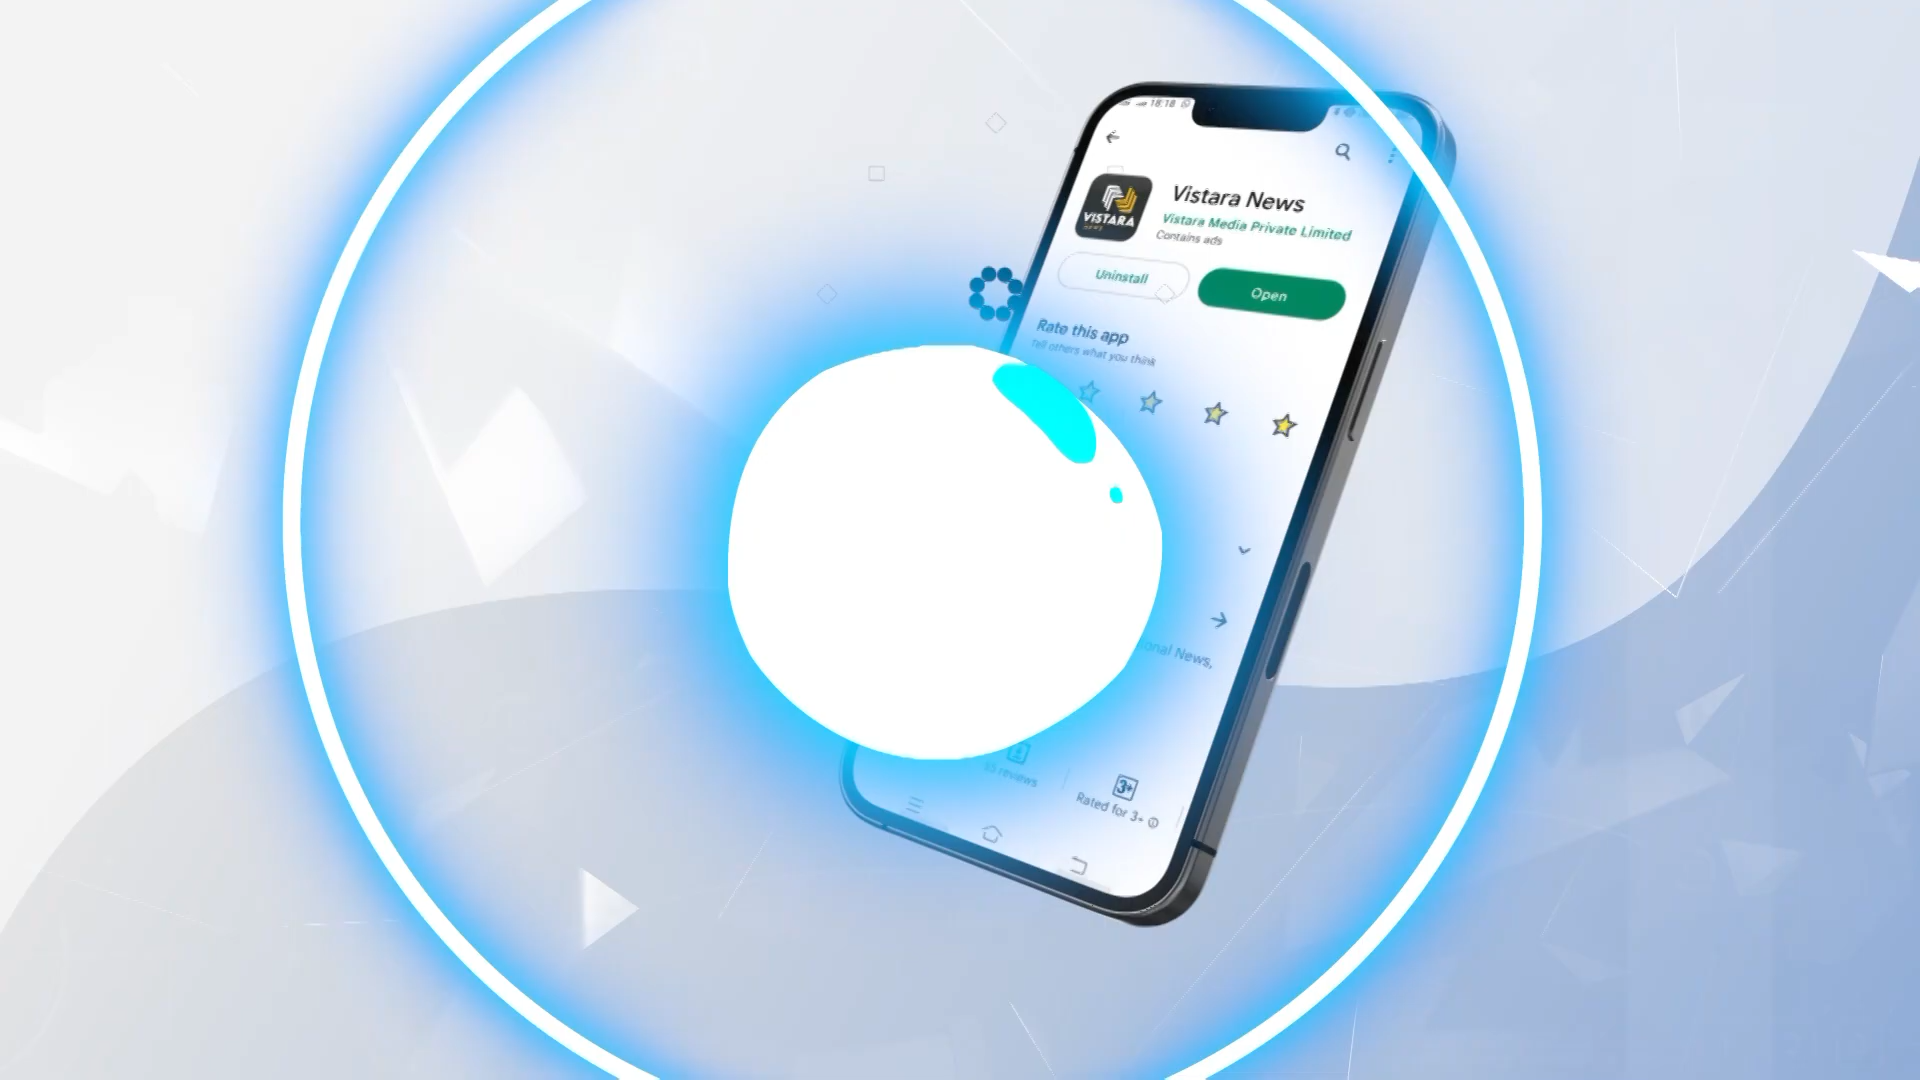 18:18
VISTARA
NEWS
Vistara News
Vistara Media Private Limited
Contains ads
Uninstall
Open
Rate this app
Tell others what you think
onal News,
reviews
3+
Rated for 3+